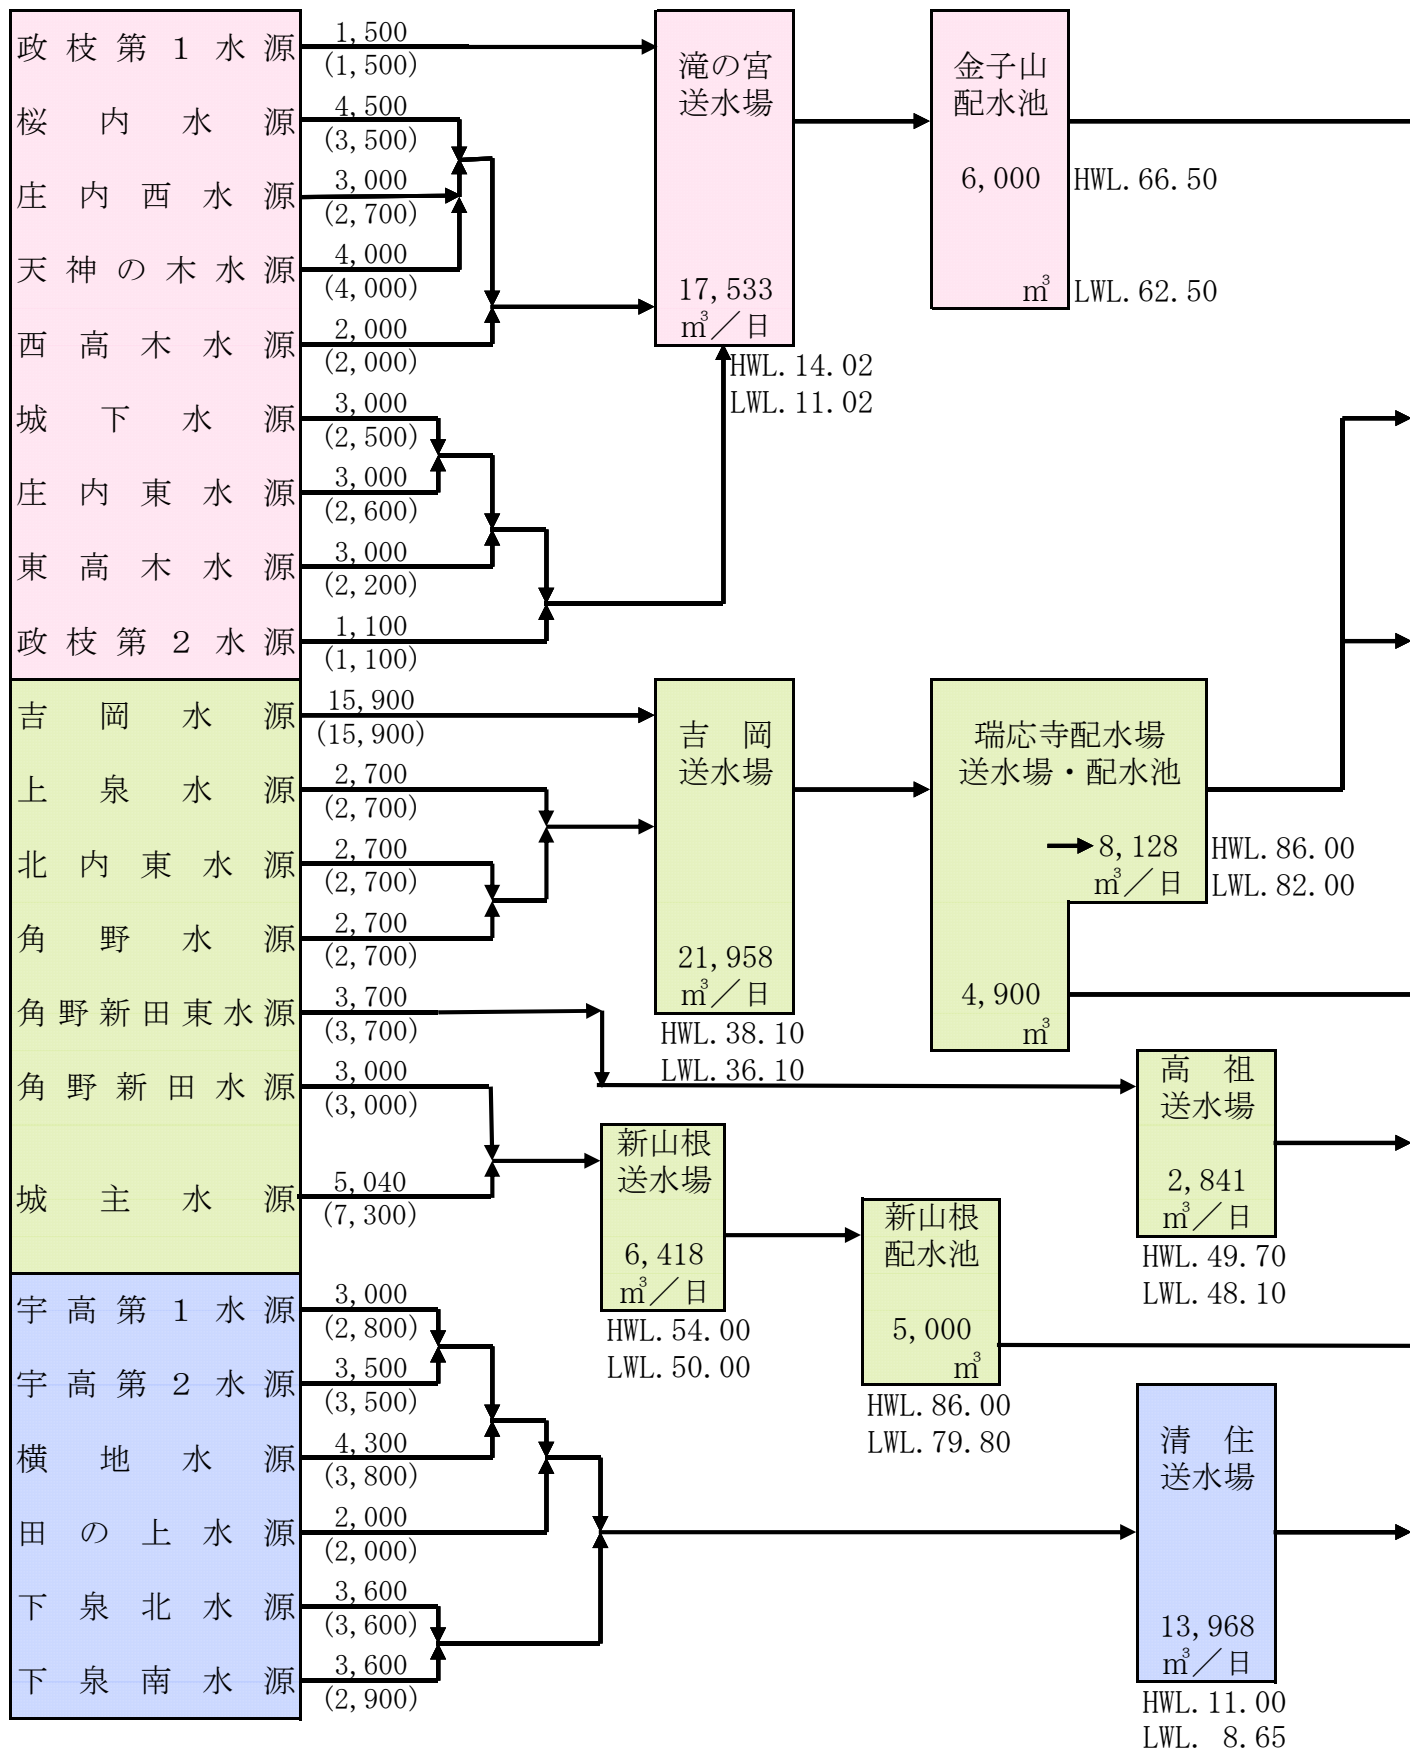 政枝第１水源
1,500
(1,500)
桜内水源
4,500
(3,500)
庄内西水源
3,000
(2,700)
天神の木水源
4,000
(4,000)
西高木水源
2,000
(2,000)
城下水源
3,000
(2,500)
庄内東水源
3,000
(2,600)
東高木水源
3,000
(2,200)
政枝第２水源
1,100
(1,100)
滝の宮
送水場
17,533
㎥／日
HWL.14.02
LWL.11.02
金子山
配水池
6,000
㎥
HWL.66.50
LWL.62.50
吉岡水源
15,900
(15,900)
上泉水源
2,700
(2,700)
北内東水源
2,700
(2,700)
角野水源
2,700
(2,700)
角野新田東水源
3,700
(3,700)
角野新田水源
3,000
(3,000)
城主水源
5,040
(7,300)
吉岡
送水場
21,958
㎥／日
HWL.38.10
LWL.36.10
瑞応寺配水場
送水場・配水池
8,128
㎥／日
HWL.86.00
LWL.82.00
4,900
㎥
高祖
送水場
2,841
㎥／日
HWL.49.70
LWL.48.10
新山根
送水場
6,418
㎥／日
HWL.54.00
LWL.50.00
新山根
配水池
5,000
㎥
HWL.86.00
LWL.79.80
宇高第１水源
3,000
(2,800)
宇高第２水源
3,500
(3,500)
横地水源
4,300
(3,800)
田の上水源
2,000
(2,000)
下泉北水源
3,600
(3,600)
下泉南水源
3,600
(2,900)
清住
送水場
13,968
㎥／日
HWL.11.00
LWL. 8.65